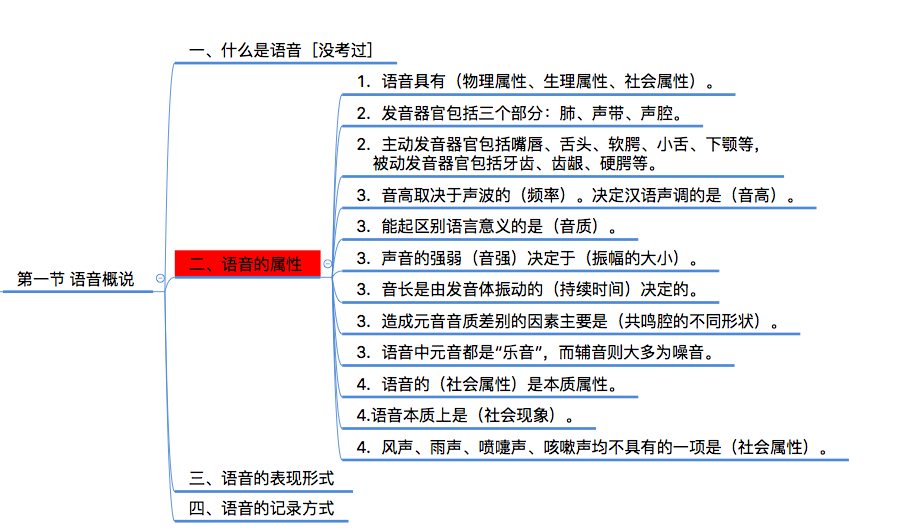 第一节 语音概说
一、什么是语音［没考过］
二、语音的属性
1．语音具有（物理属性、生理属性、社会属性）。
2．发音器官包括三个部分：肺、声带、声腔。
2．主动发音器官包括嘴唇、舌头、软腭、小舌、下颚等，
被动发音器官包括牙齿、齿龈、硬腭等。
3．音高取决于声波的（频率）。决定汉语声调的是（音高）。
3．能起区别语言意义的是（音质）。
3．声音的强弱（音强）决定于（振幅的大小）。
3．音长是由发音体振动的（持续时间）决定的。
3．造成元音音质差别的因素主要是（共鸣腔的不同形状）。
3．语音中元音都是“乐音”，而辅音则大多为噪音。
4．语音的（社会属性）是本质属性。
4.语音本质上是（社会现象）。
4．风声、雨声、喷嚏声、咳嗽声均不具有的一项是（社会属性）。
三、语音的表现形式
四、语音的记录方式